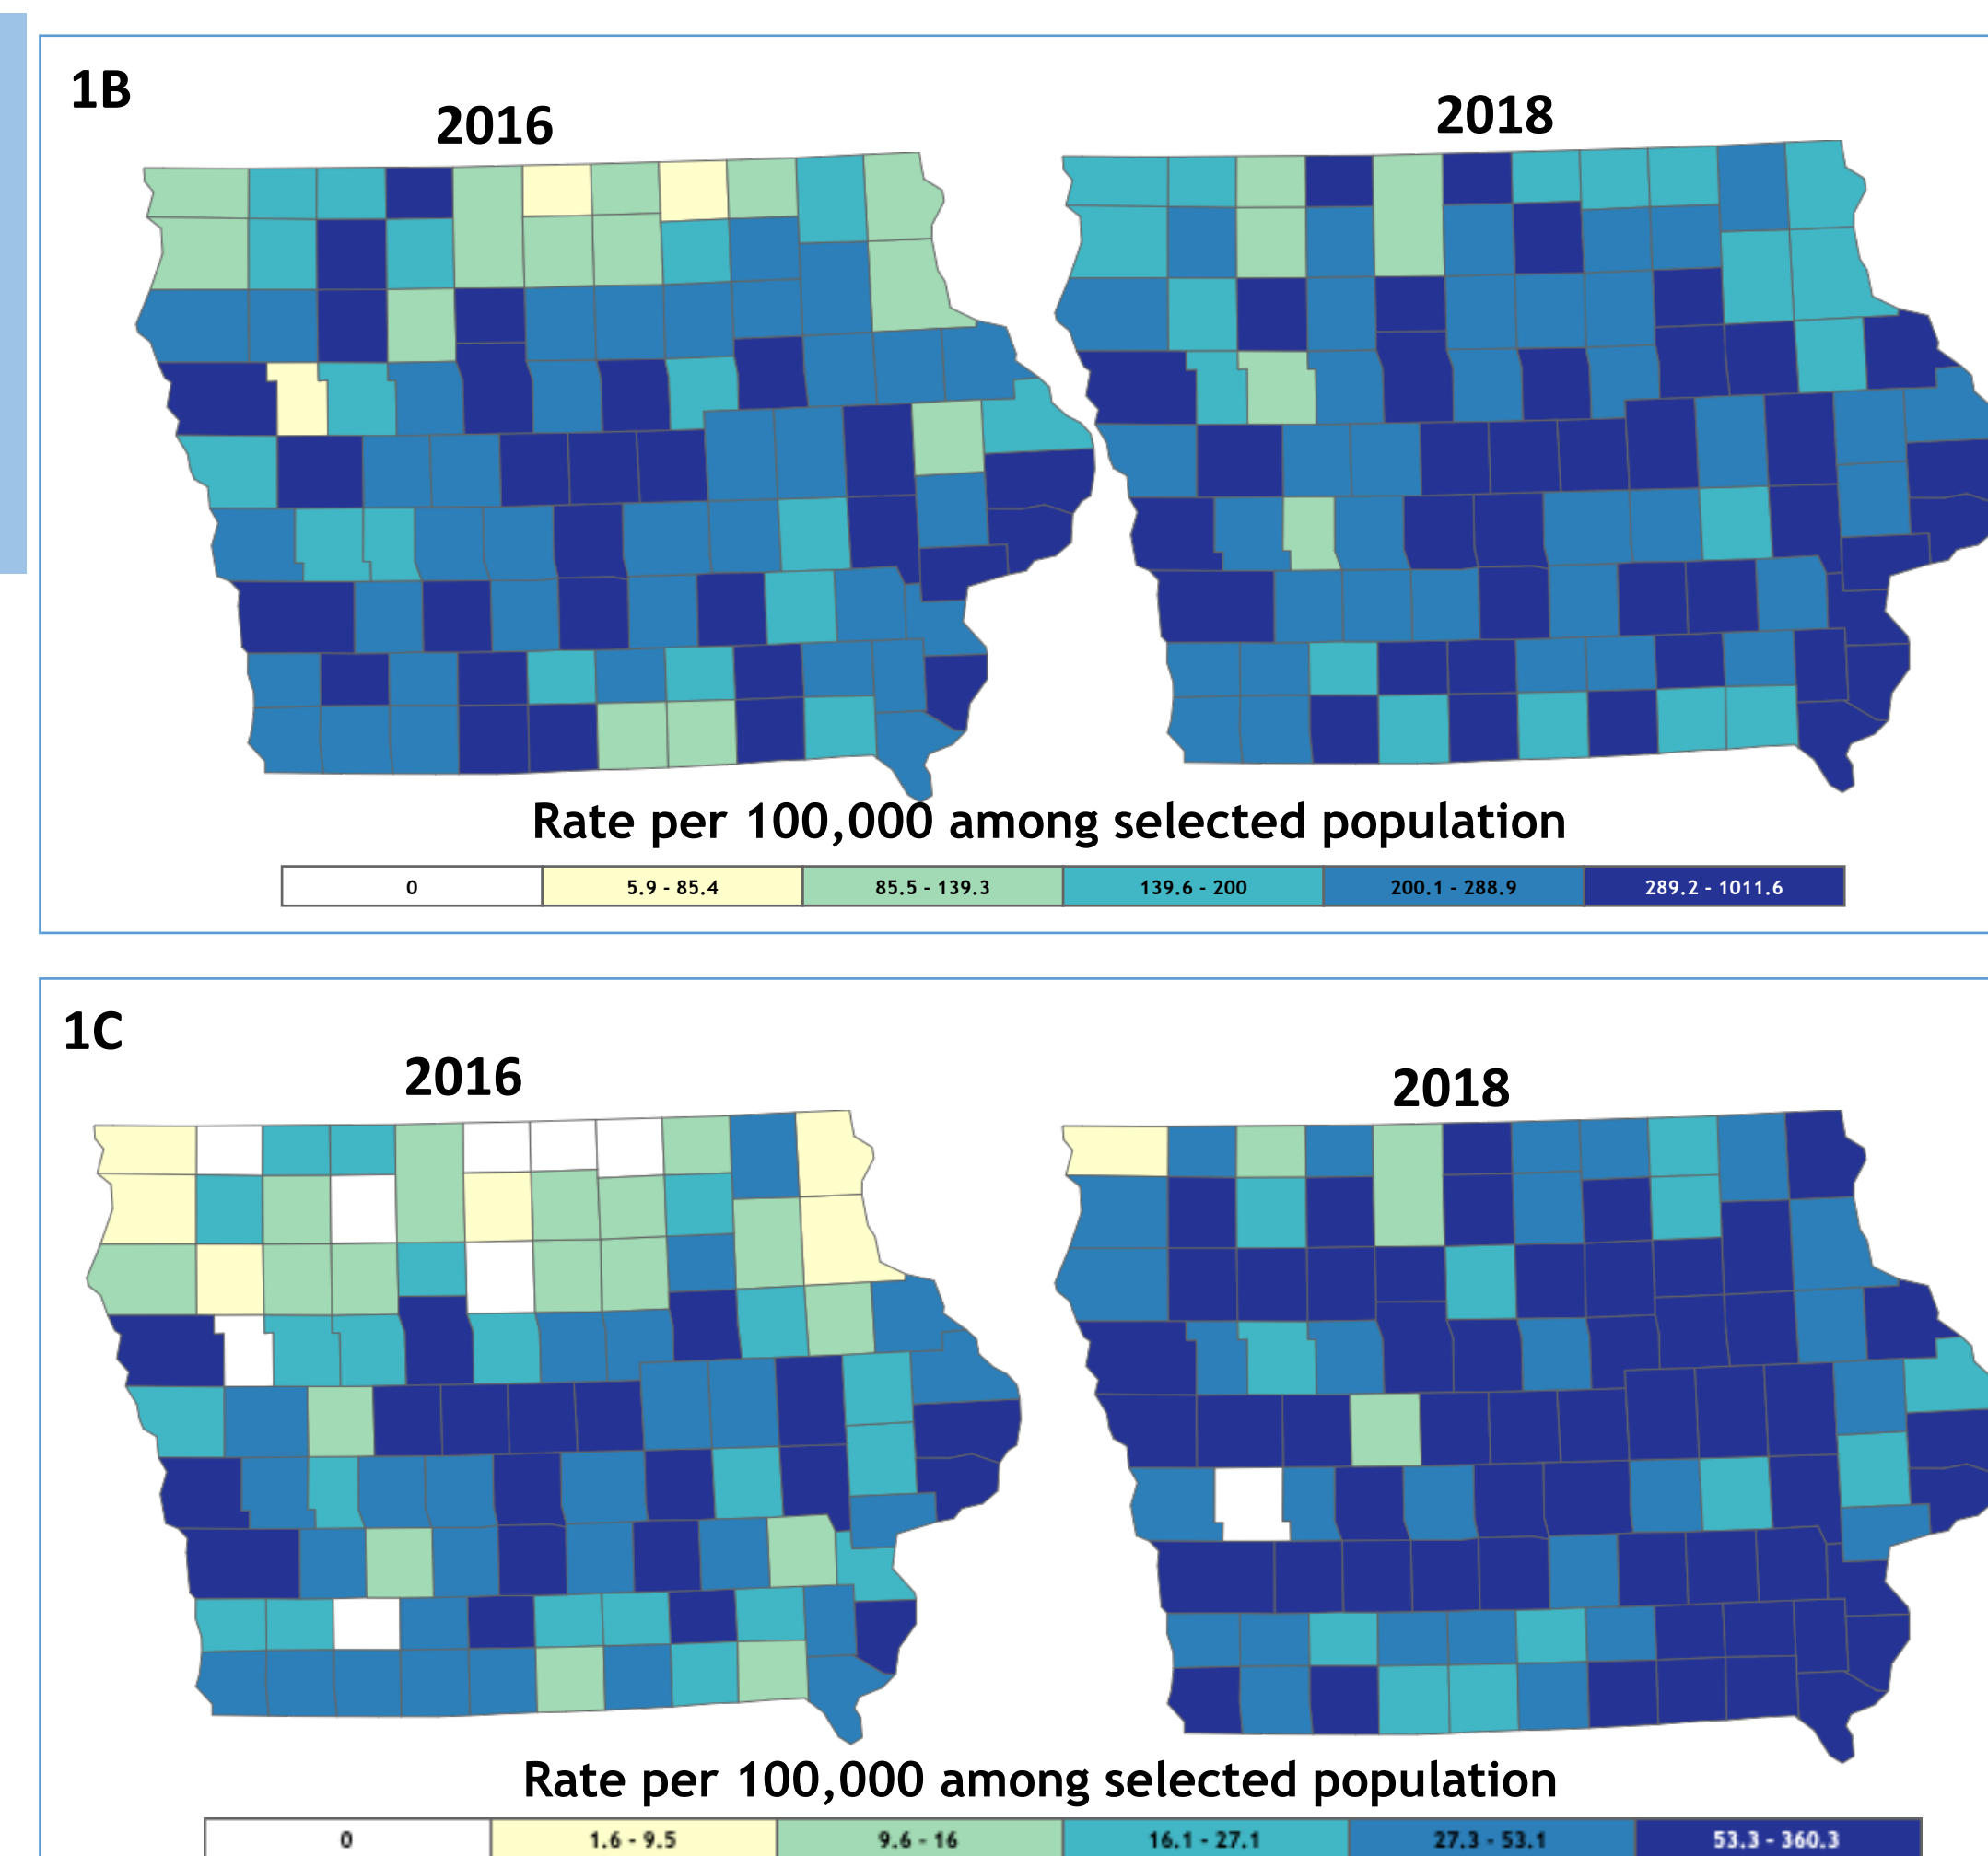 1B
2016
2018
Rate per 100,000 among selected population
0 5.9 - 85.4 85.5 - 139.3 139.6 - 200 200.1 - 288.9 289.2 - 1011.6
1C
2016
2018
Rate per 100,000 among selected population
0 1.6 - 9.5 9.6 - 16 16.1 - 27.1 27.3 - 53.1 53.3 - 360.3